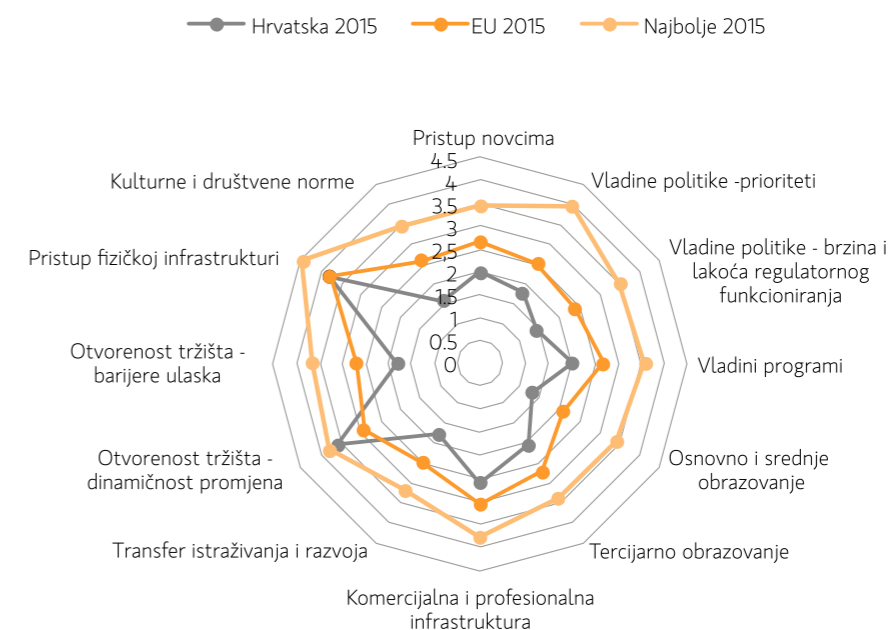 Hrvatska 2015
EU 2015
Najbolje 2015
Pristup novcima
Vladine politike -prioriteti
Vladine politike - brzina i
lakoća regulatornog
funkcioniranja
Vladini programi
Osnovno i srednje
obrazovanje
Tercijarno obrazovanje
Komercijalna i profesionalna
infrastruktura
Transfer istraživanja i razvoja
Otvorenost tržišta -
dinamičnost promjena
Otvorenost tržišta -
barijere ulaska
Pristup fizičkoj infrastrukturi
Kulturne i društvene norme
4.5
4
3.5
3
2,5
2
1.5
1
0.5
0